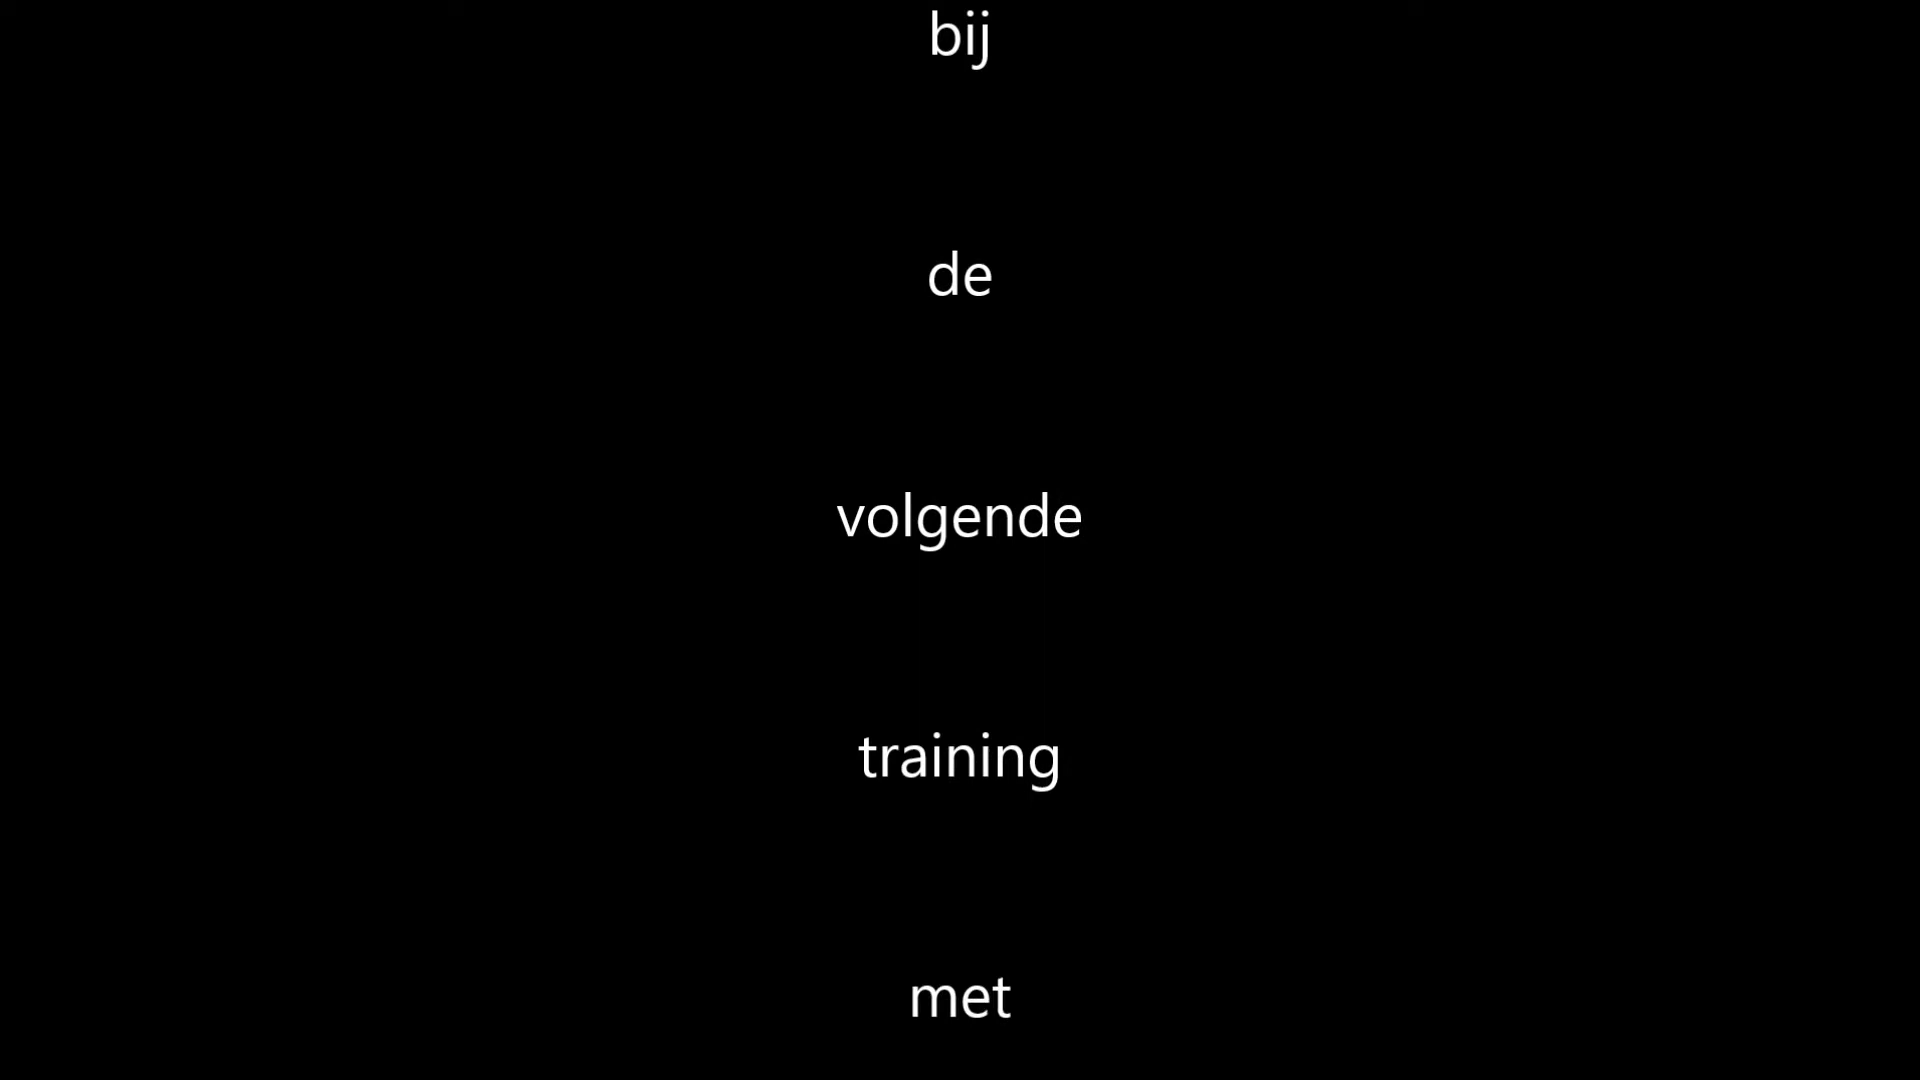 bij
de
volgende
training
met